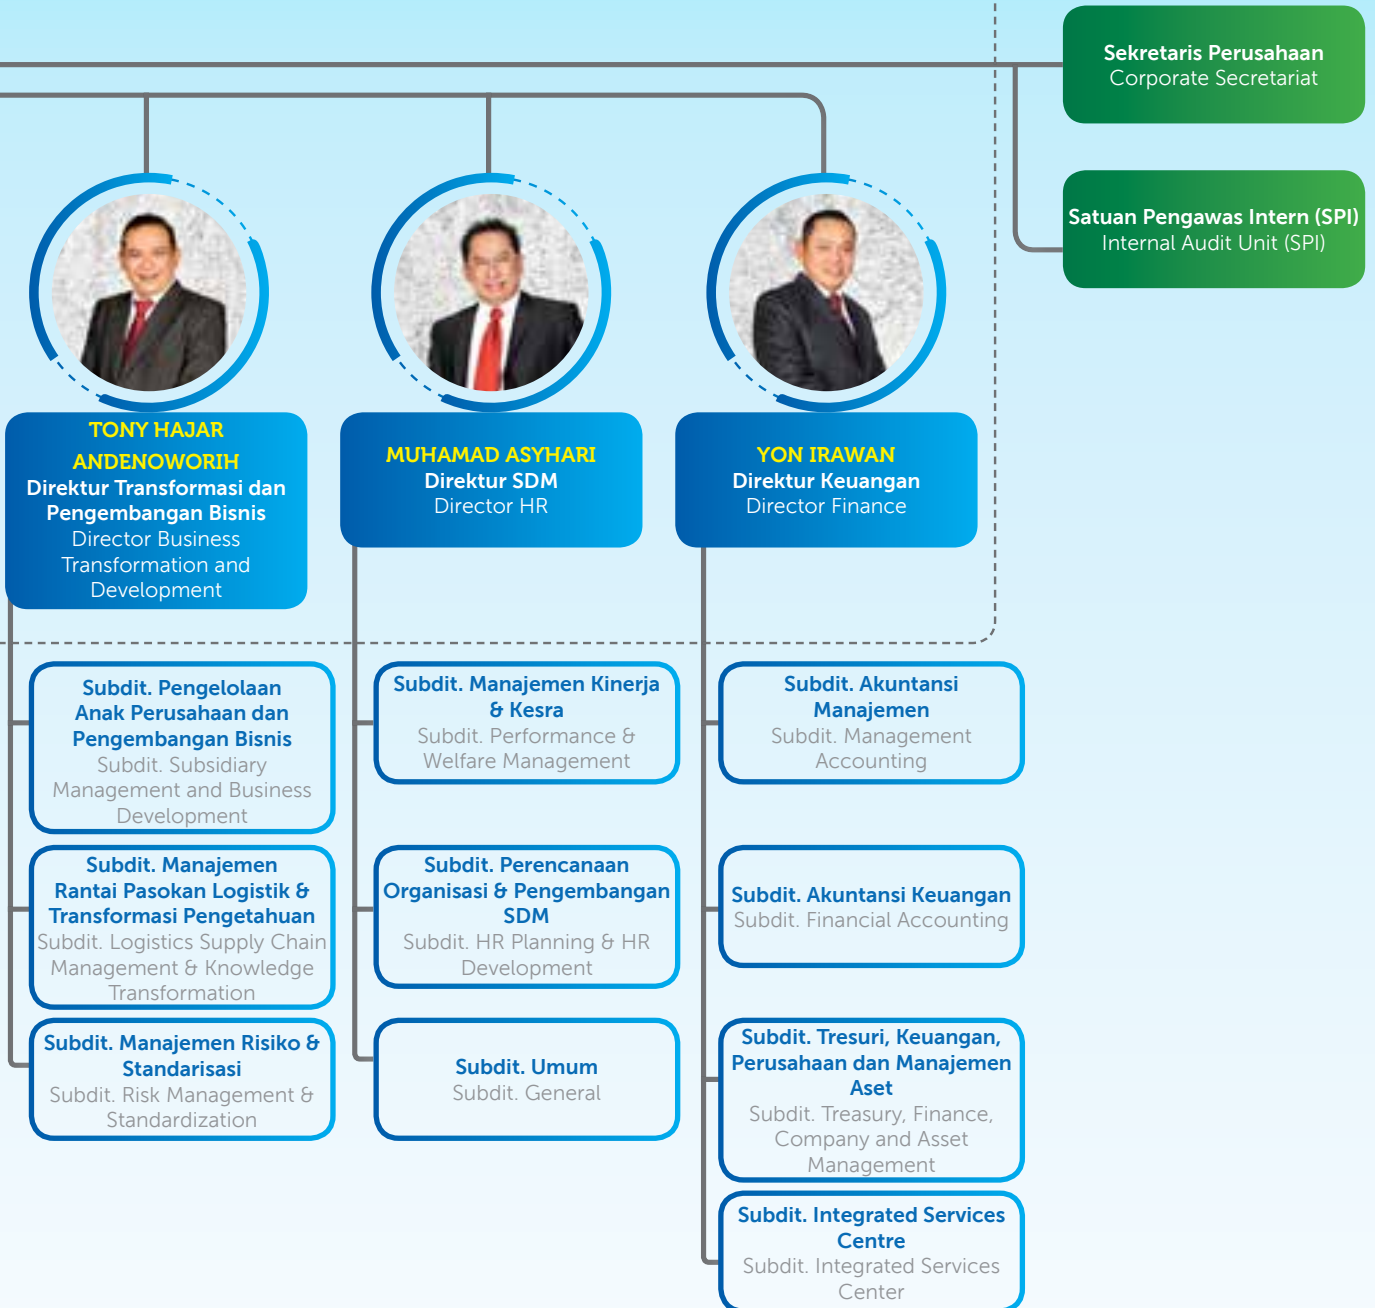 Sekretaris Perusahaan
Corporate Secretariat
Satuan Pengawas Intern (SPI)
Internal Audit Unit (SPI)
TONY HAJAR
ANDENOWORIH
Direktur Transformasi dan
Pengembangan Bisnis
Director Business
Transformation and
Development
MUHAMAD ASYHARI
Direktur SDM
Director HR
YON IRAWAN
Direktur Keuangan
Director Finance
Subdit. Pengelolaan
Anak Perusahaan dan
Pengembangan Bisnis
Subdit. Subsidiary
Management and Business
Development
Subdit. Manajemen
Rantai Pasokan Logistik &
Transformasi Pengetahuan
Subdit. Logistics Supply Chain
Management & Knowledge
Transformation
Subdit. Manajemen Risiko &
Standarisasi
Subdit. Risk Management &
Standardization
Subdit. Manajemen Kinerja
& Kesra
Subdit. Performance &
Welfare Management
Subdit. Perencanaan
Organisasi & Pengembangan
SDM
Subdit. HR Planning & HR
Development
Subdit. Umum
Subdit. General
Subdit. Akuntansi
Manajemen
Subdit. Management
Accounting
Subdit. Akuntansi Keuangan
Subdit. Financial Accounting
Subdit. Tresuri, Keuangan,
Perusahaan dan Manajemen
Aset
Subdit. Treasury, Finance,
Company and Asset
Management
Subdit. Integrated Services
Centre
Subdit. Integrated Services
Center